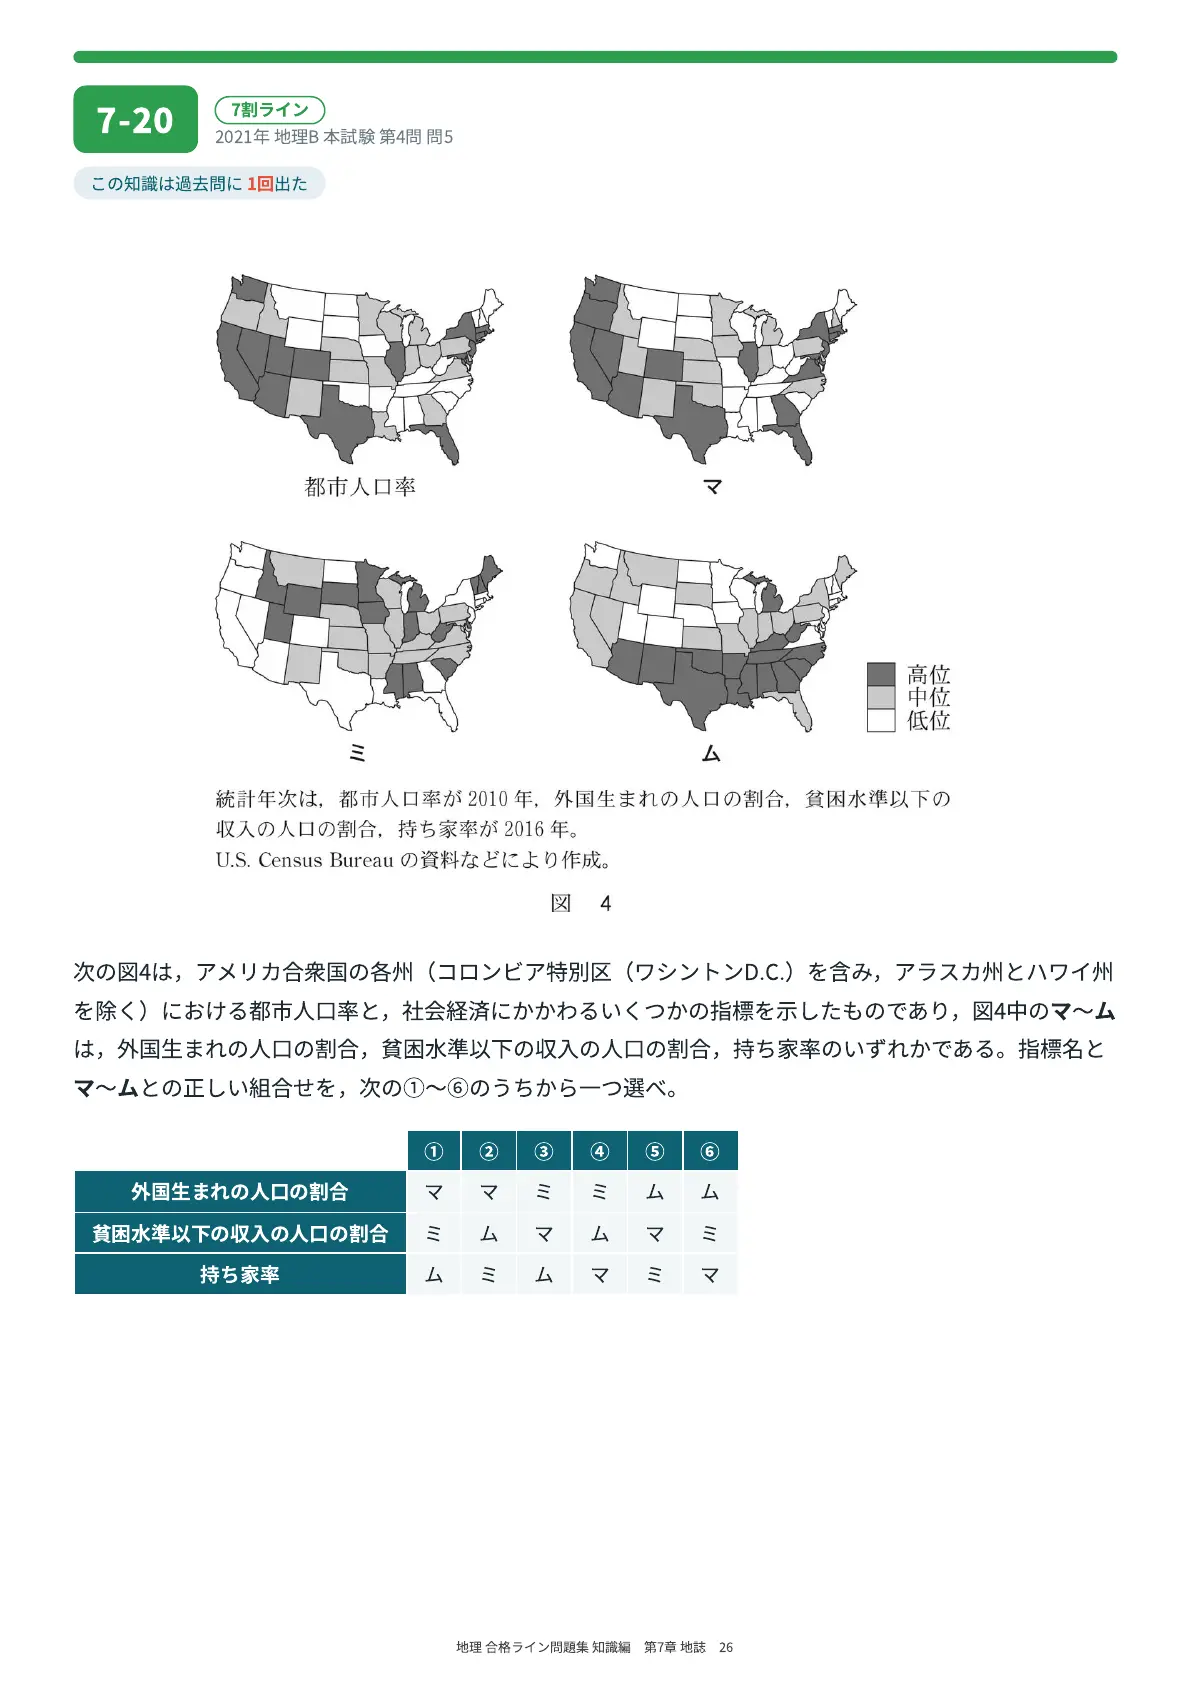 7-20
7割ライン
2021年 地理B 本試験 第4問 問5
この知識は過去問に 1回出た
都市人口率
マ
ミ
ム
高位
中位
低位
統計年次は，都市人口率が 2010 年，外国生まれの人口の割合，貧困水準以下の
収入の人口の割合，持ち家率が 2016 年。
U.S. Census Bureau の資料などにより作成。
図 4
次の図4は，アメリカ合衆国の各州（コロンビア特別区（ワシントンD.C.）を含み，アラスカ州とハワイ州
を除く）における都市人口率と，社会経済にかかわるいくつかの指標を示したものであり，図4中のマ～ム
は，外国生まれの人口の割合，貧困水準以下の収入の人口の割合，持ち家率のいずれかである。指標名と
マ～ムとの正しい組合せを，次の①～⑥のうちから一つ選べ。
① ② ③ ④ ⑤ ⑥
外国生まれの人口の割合 マ マ ミ ミ ム ム
貧困水準以下の収入の人口の割合 ミ ム マ ム マ ミ
持ち家率 ム ミ ム マ ミ マ
地理 合格ライン問題集 知識編 第7章 地誌 26